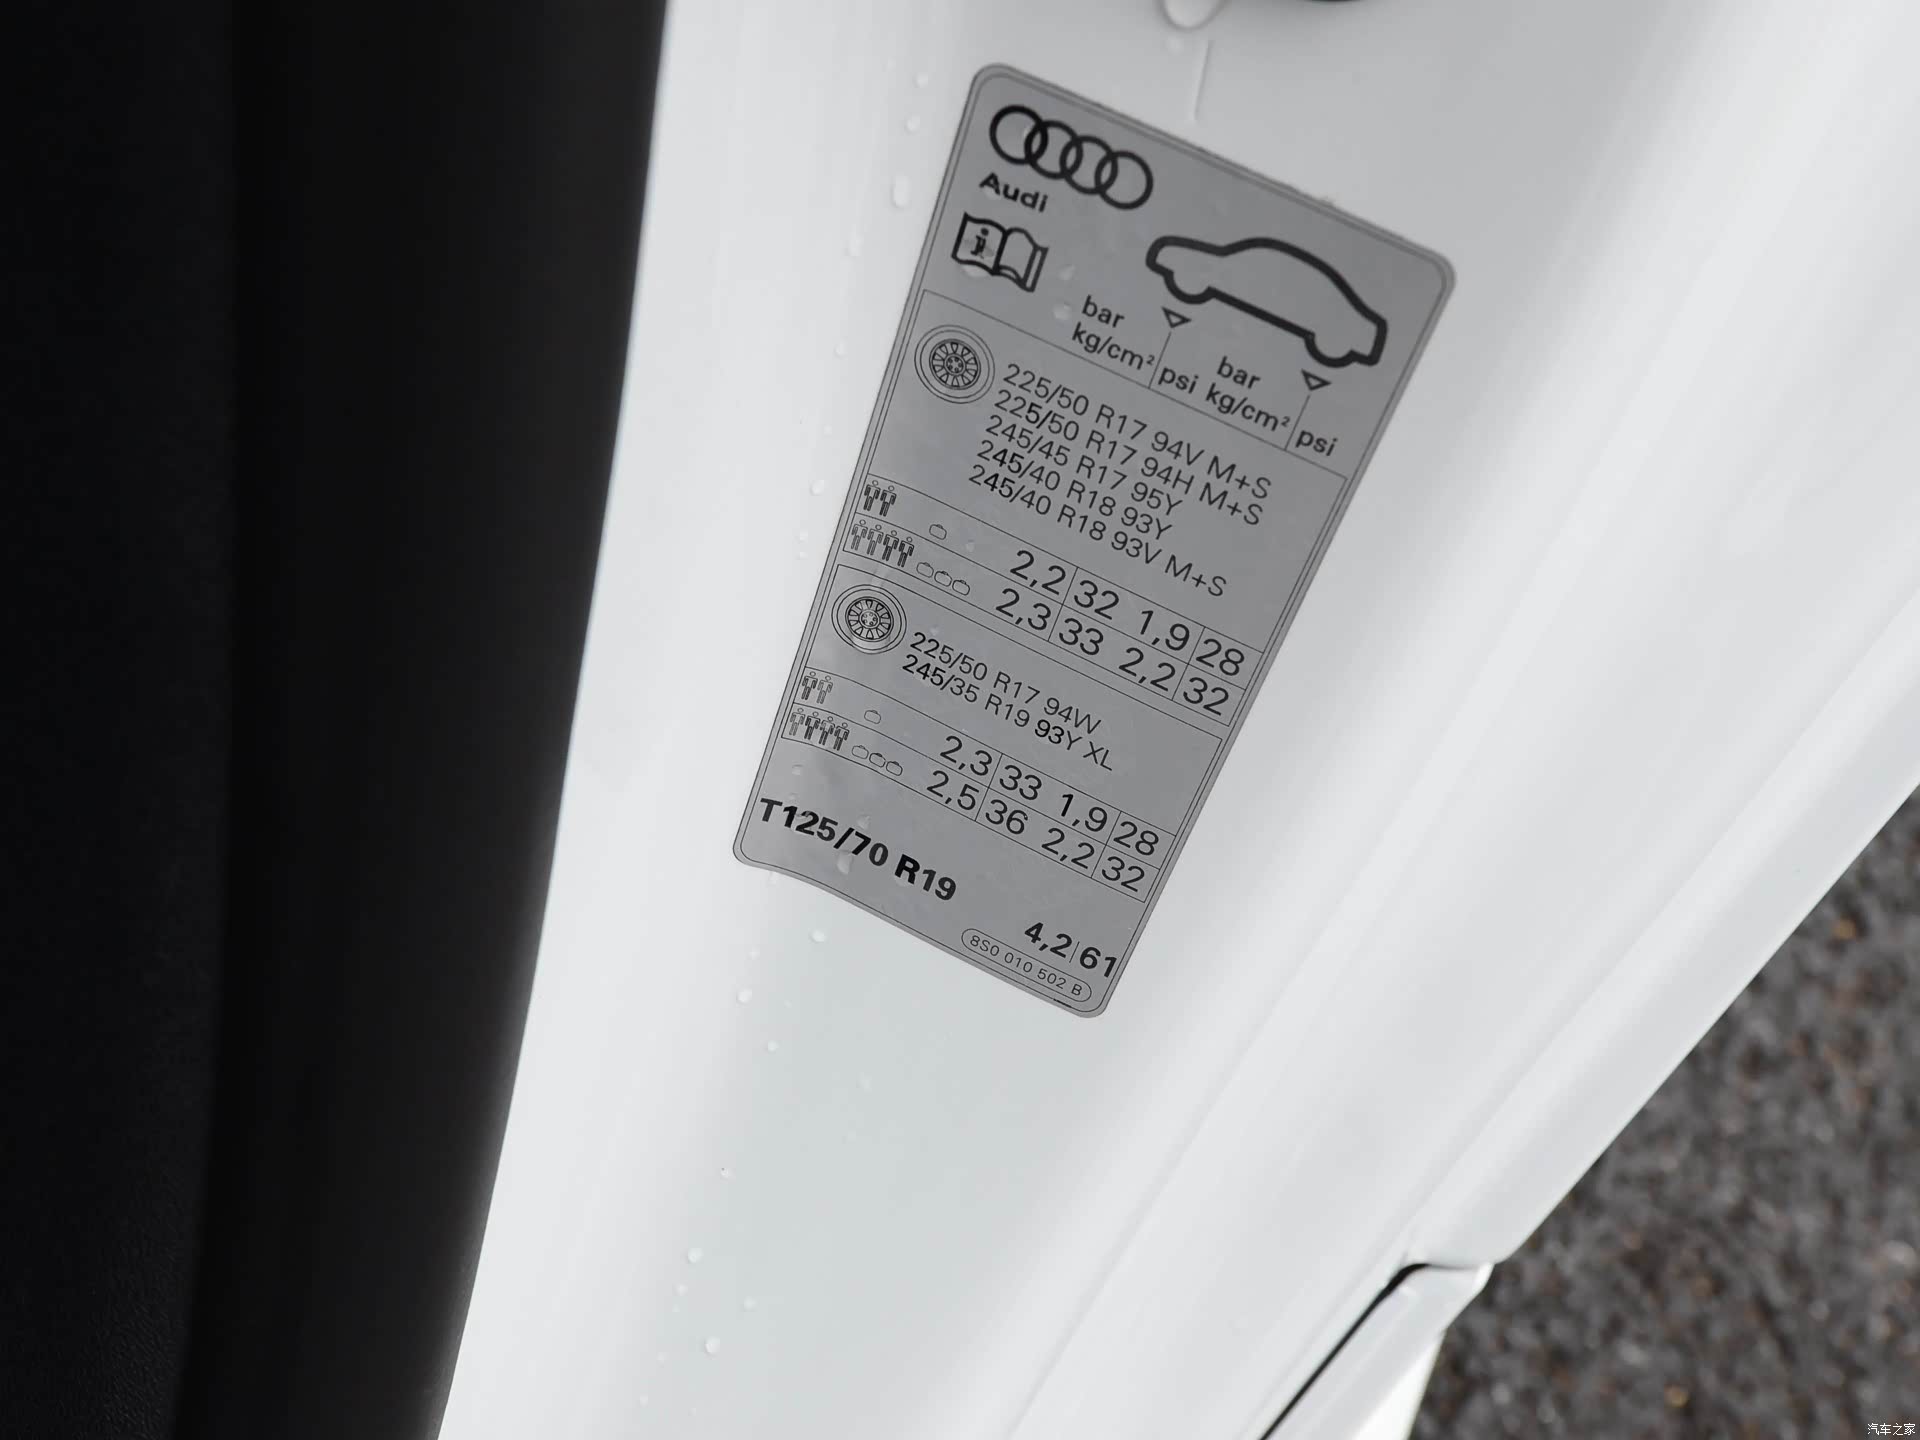 Audi
i
bar
kg/cm²
psi
bar
kg/cm²
psi
225/50 R17 94V M+S
225/50 R17 94H M+S
245/45 R17 95Y
245/40 R18 93Y
245/40 R18 93V M+S
2,2 32 1,9 28
2,3 33 2,2 32
225/50 R17 94W
245/35 R19 93Y XL
2,3 33 1,9 28
2,5 36 2,2 32
T125/70 R19
4,2 61
8S0 010 502 B
汽车之家